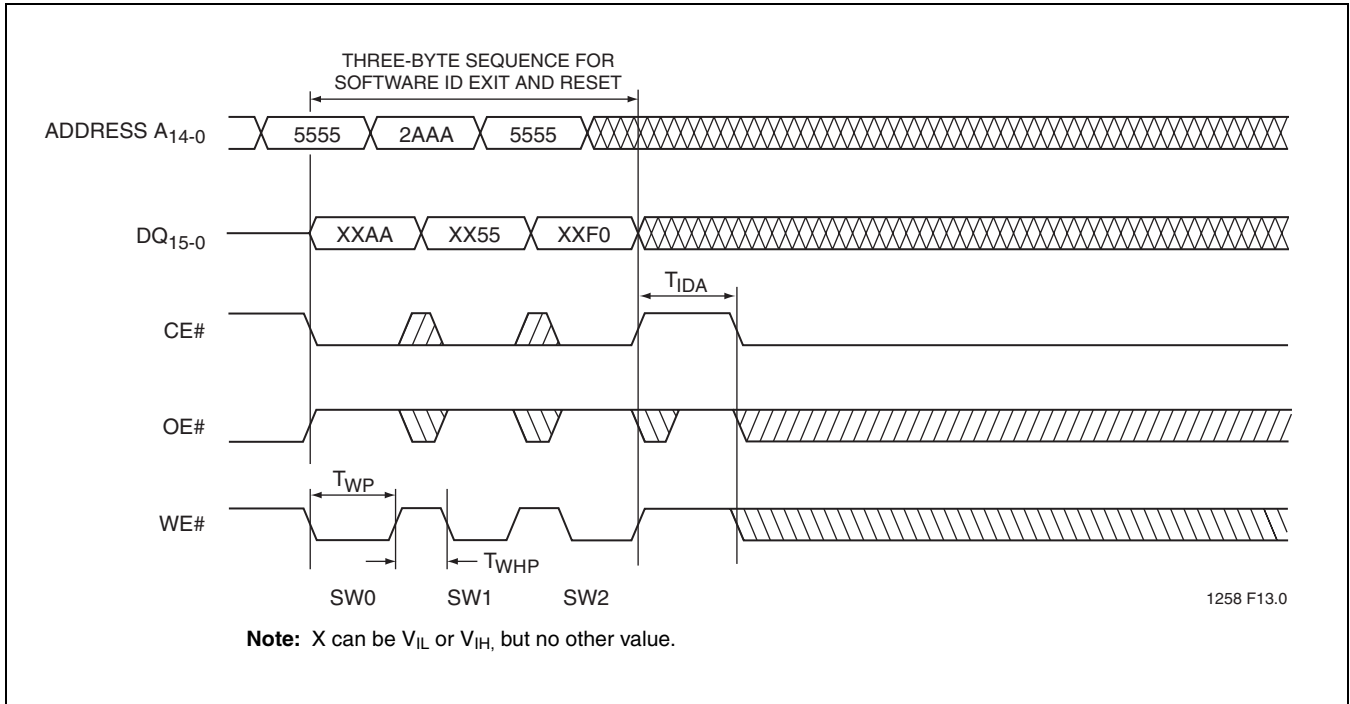 THREE-BYTE SEQUENCE FOR
SOFTWARE ID EXIT AND RESET
ADDRESS A14-0
5555 2AAA 5555
DQ15-0
XXAA XX55 XXF0
TIDA
CE#
OE#
TWP
WE#
TWHP
SW0 SW1 SW2
1258 F13.0
Note: X can be VIL or VIH, but no other value.